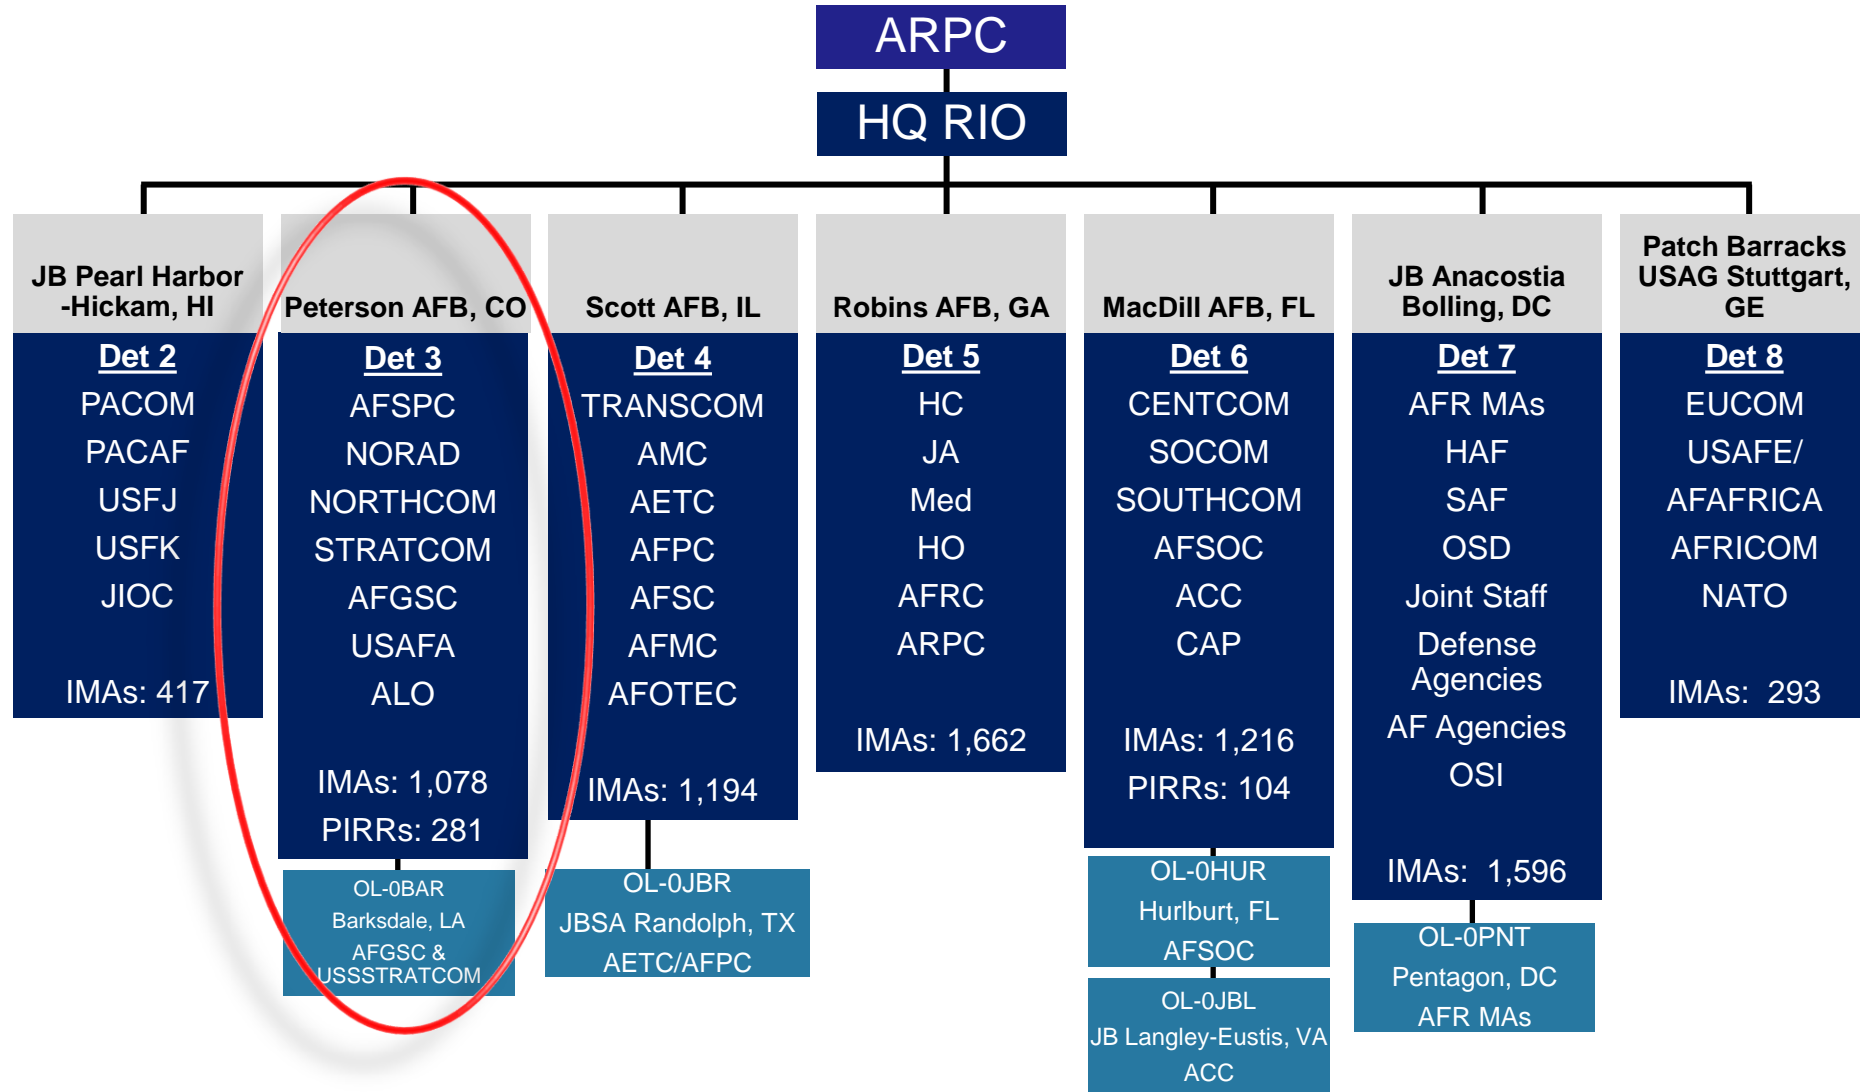 ARPC
HQ RIO
JB Pearl Harbor
-Hickam, HI
Det 2
PACOM
PACAF
USFJ
USFK
JIOC
IMAs: 417
Peterson AFB, CO
Det 3
AFSPC
NORAD
NORTHCOM
STRATCOM
AFGSC
USAFA
ALO
IMAs: 1,078
PIRRs: 281
OL-0BAR
Barksdale, LA
AFGSC &
USSSTRATCOM
Scott AFB, IL
Det 4
TRANSCOM
AMC
AETC
AFPC
AFSC
AFMC
AFOTEC
IMAs: 1,194
OL-0JBR
JBSA Randolph, TX
AETC/AFPC
Robins AFB, GA
Det 5
HC
JA
Med
HO
AFRC
ARPC
IMAs: 1,662
MacDill AFB, FL
Det 6
CENTCOM
SOCOM
SOUTHCOM
AFSOC
ACC
CAP
IMAs: 1,216
PIRRs: 104
OL-0HUR
Hurlburt, FL
AFSOC
OL-0JBL
JB Langley-Eustis, VA
ACC
JB Anacostia
Bolling, DC
Det 7
AFR MAs
HAF
SAF
OSD
Joint Staff
Defense
Agencies
AF Agencies
OSI
IMAs: 1,596
OL-0PNT
Pentagon, DC
AFR MAs
Patch Barracks
USAG Stuttgart,
GE
Det 8
EUCOM
USAFE/
AFAFRICA
AFRICOM
NATO
IMAs: 293